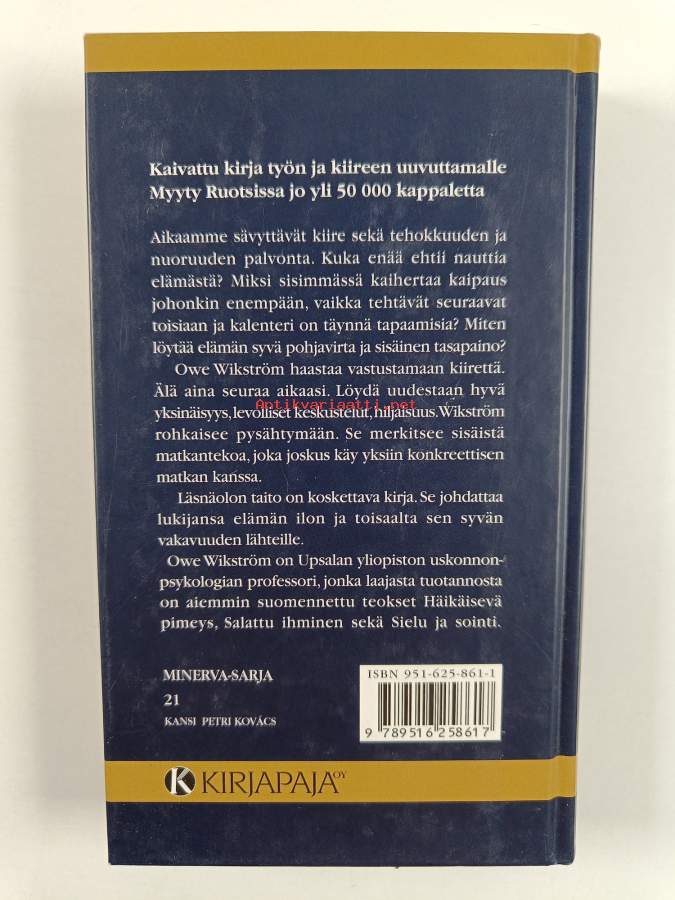 Kaivattu kirja työn ja kiireen uuvuttamalle
Myyty Ruotsissa jo yli 50 000 kappaletta
Aikaamme sävyttävät kiire sekä tehokkuuden ja
nuoruuden palvonta. Kuka enää ehtii nauttia
elämästä? Miksi sisimmässä kaihertaa kaipaus
johonkin enempään, vaikka tehtävät seuraavat
toisiaan ja kalenteri on täynnä tapaamisia? Miten
löytää elämän syvä pohjavirta ja sisäinen tasapaino?
Owe Wikström haastaa vastustamaan kiirettä.
Älä aina seuraa aikaasi. Löydä uudestaan hyvä
Antikvariaatti.net
yksinäisyys, levolliset keskustelut, hiljaisuus. Wikström
rohkaisee pysähtymään. Se merkitsee sisäistä
matkantekoa, joka joskus käy yksiin konkreettisen
matkan kanssa.
Läsnäolon taito on koskettava kirja. Se johdattaa
lukijansa elämän ilon ja toisaalta sen syvän
vakavuuden lähteille.
Owe Wikström on Upsalan yliopiston uskonnon-
psykologian professori, jonka laajasta tuotannosta
on aiemmin suomennettu teokset Häikäisevä
pimeys, Salattu ihminen sekä Sielu ja sointi.
MINERVA-SARJA
21
KANSI PETRI KOVÁCS
ISBN 951-625-861-1
9 789516 258617
K KIRJAPAJA OY